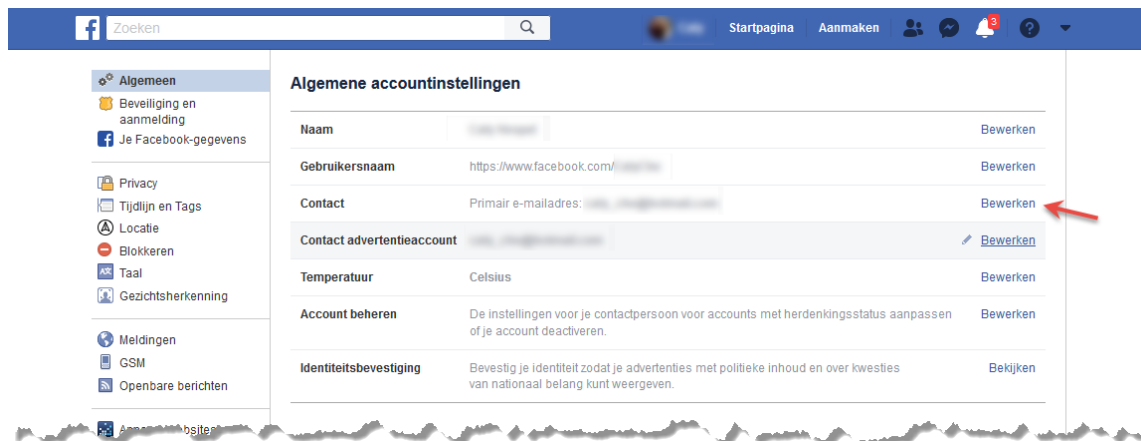 Zoeken
Startpagina
Aanmaken
3
Algemeen
Beveiliging en
aanmelding
Je Facebook-gegevens
Privacy
Tijdlijn en Tags
Locatie
Blokkeren
Taal
Gezichtsherkenning
Meldingen
GSM
Openbare berichten
Algemene accountinstellingen
Naam
Bewerken
Gebruikersnaam https://www.facebook.com/
Bewerken
Contact Primair e-mailadres:
Bewerken
Contact advertentieaccount
Bewerken
Temperatuur Celsius
Bewerken
Account beheren
De instellingen voor je contactpersoon voor accounts met herdenkingsstatus aanpassen
of je account deactiveren.
Bewerken
Identiteitsbevestiging
Bevestig je identiteit zodat je advertenties met politieke inhoud en over kwesties
van nationaal belang kunt weergeven.
Bekijken